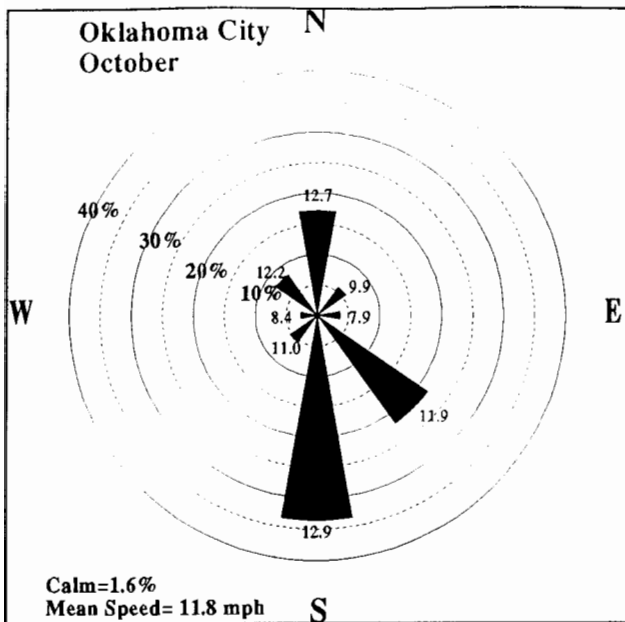 Oklahoma City
October
N
12.7
40%
30%
20%
12.2
10%
9.9
W
8.4
7.9
E
11.0
11.9
12.9
Calm=1.6%
Mean Speed= 11.8 mph
S